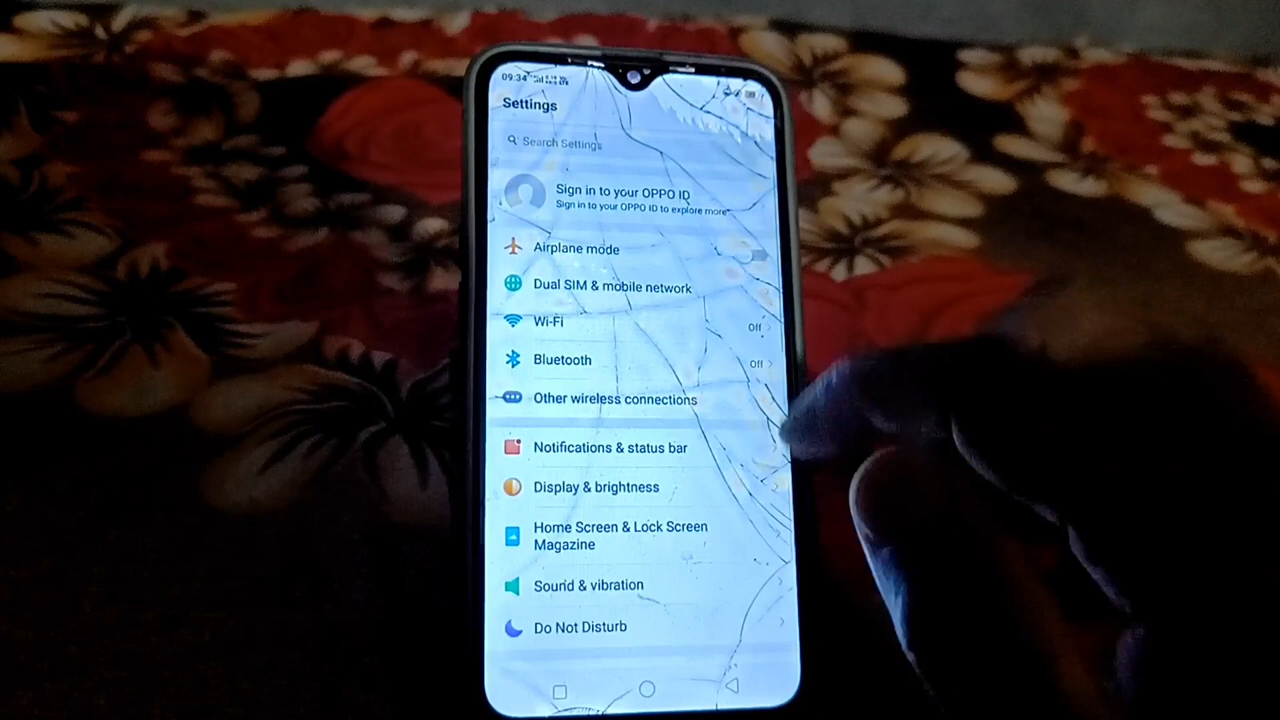 09:34
Settings
Search Settings
Sign in to your OPPO ID
Sign in to your OPPO ID to explore more
Airplane mode
Dual SIM & mobile network
Wi-Fi
Off
Bluetooth
Off
Other wireless connections
Notifications & status bar
Display & brightness
Home Screen & Lock Screen
Magazine
Sound & vibration
Do Not Disturb